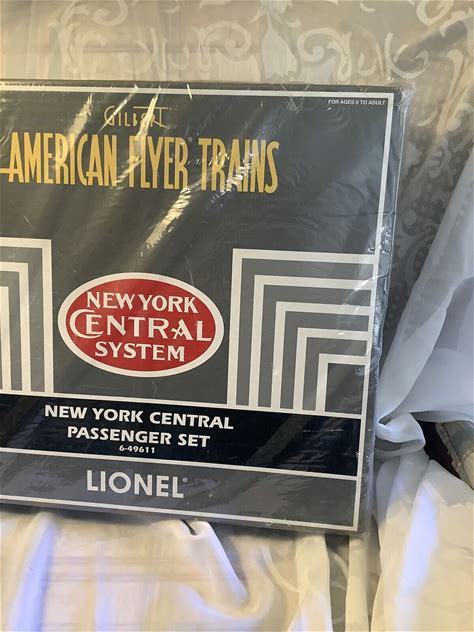 FOR AGES 8 TO ADULT
GILBERT
AMERICAN FLYER TRAINS
NEW YORK
CENTRAL
SYSTEM
NEW YORK CENTRAL
PASSENGER SET
6-49611
LIONEL®